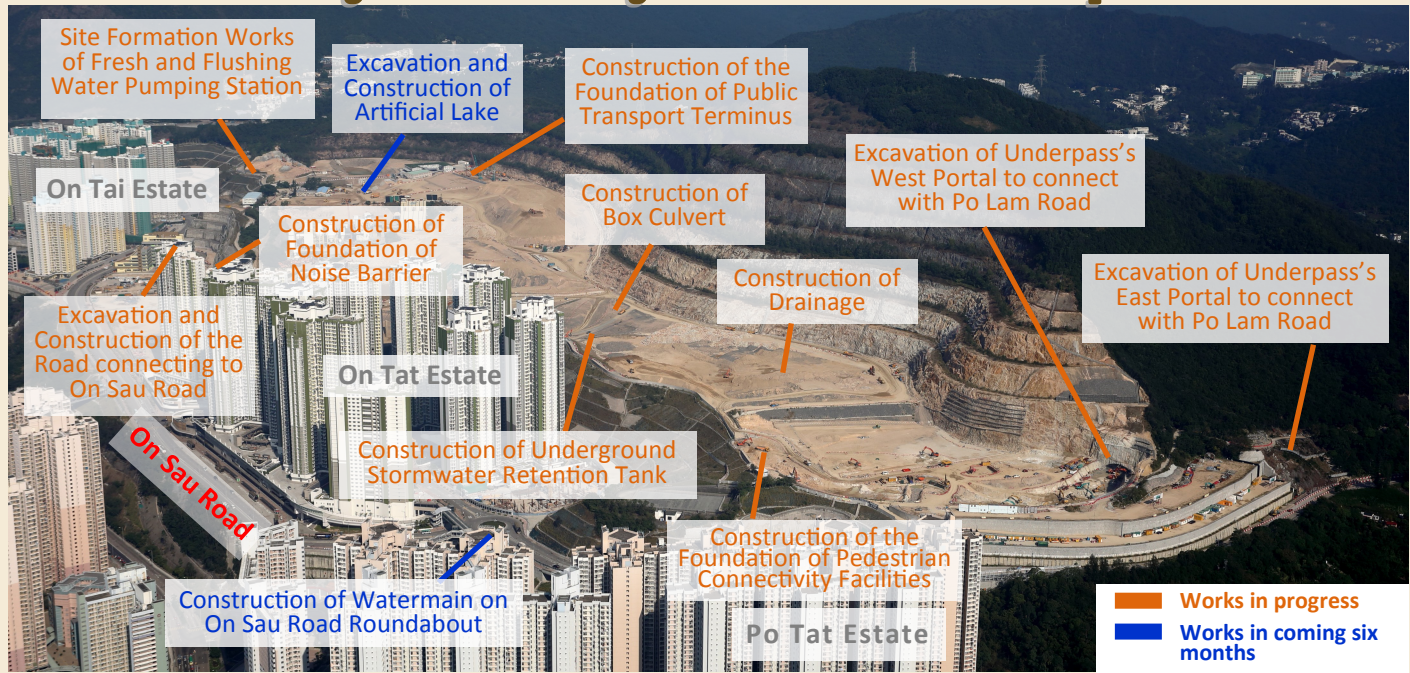 Site Formation Works
of Fresh and Flushing
Water Pumping Station
Excavation and
Construction of
Artificial Lake
Construction of the
Foundation of Public
Transport Terminus
Excavation of Underpass's
West Portal to connect
with Po Lam Road
On Tai Estate
Construction of
Foundation of
Noise Barrier
Construction of
Box Culvert
Construction of
Drainage
Excavation of Underpass's
East Portal to connect
with Po Lam Road
Excavation and
Construction of the
Road connecting to
On Sau Road
On Tat Estate
On Sau Road
Construction of Underground
Stormwater Retention Tank
Construction of the
Foundation of Pedestrian
Connectivity Facilities
Construction of Watermain on
On Sau Road Roundabout
Po Tat Estate
Works in progress
Works in coming six
months